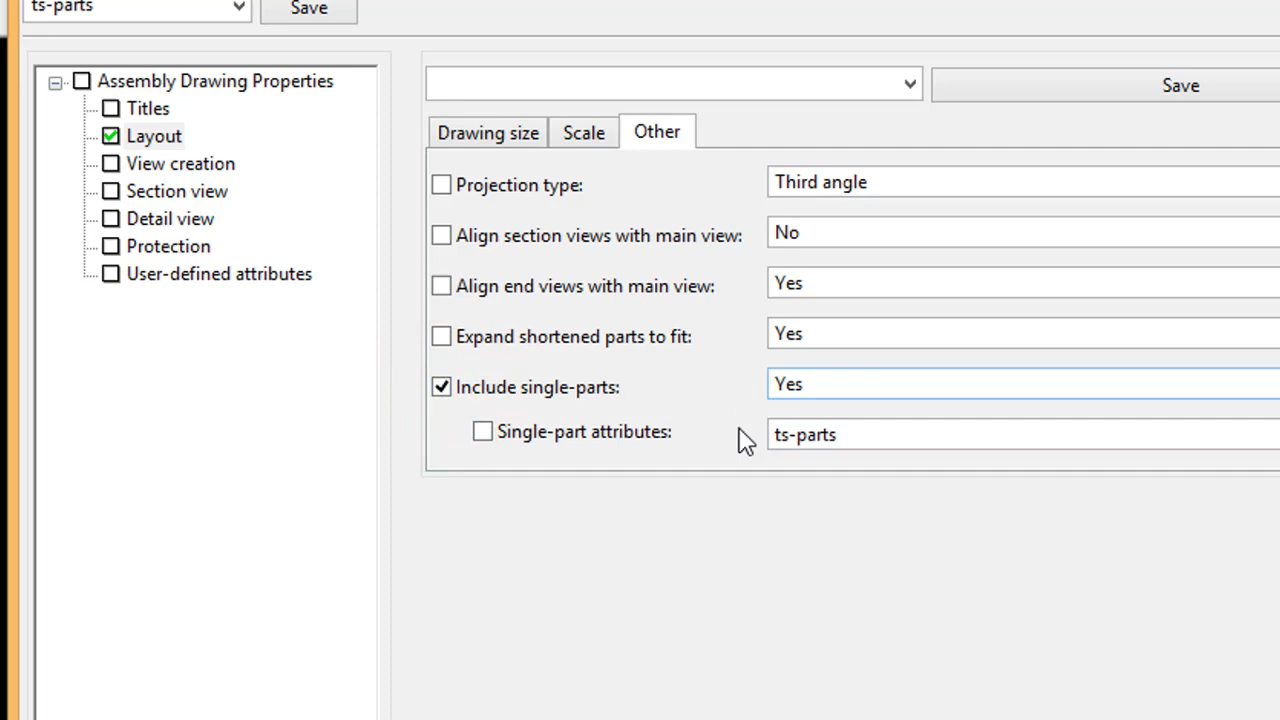 ts-parts Save
Assembly Drawing Properties
Titles
Layout
View creation
Section view
Detail view
Protection
User-defined attributes
Save
Drawing size Scale Other
Projection type: Third angle
Align section views with main view: No
Align end views with main view: Yes
Expand shortened parts to fit: Yes
Include single-parts: Yes
Single-part attributes: ts-parts